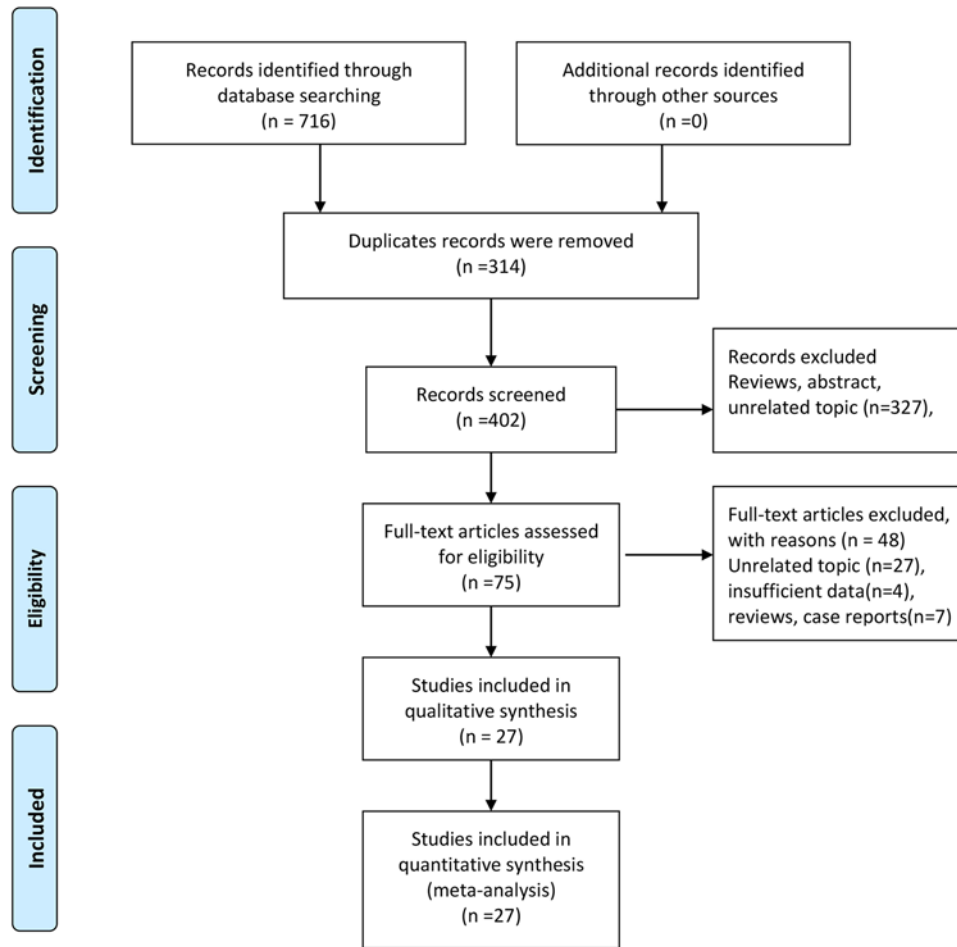 Identification
Records identified through
database searching
(n = 716)
Additional records identified
through other sources
(n =0)
Duplicates records were removed
(n =314)
Screening
Records screened
(n =402)
Records excluded
Reviews, abstract,
unrelated topic (n=327),
Eligibility
Full-text articles assessed
for eligibility
(n =75)
Full-text articles excluded,
with reasons (n = 48)
Unrelated topic (n=27),
insufficient data(n=4),
reviews, case reports(n=7)
Studies included in
qualitative synthesis
(n = 27)
Included
Studies included in
quantitative synthesis
(meta-analysis)
(n =27)